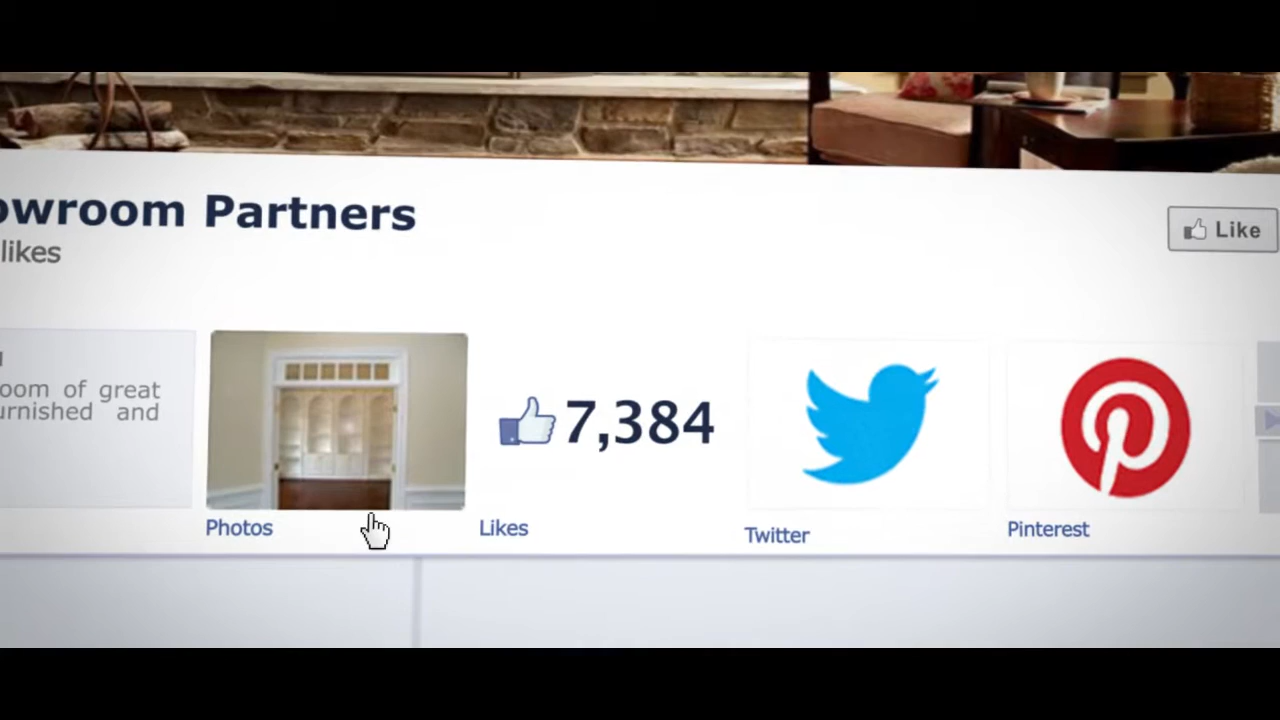 owroom Partners
likes
Like
oom of great
urnished and
7,384
Photos
Likes
Twitter
Pinterest